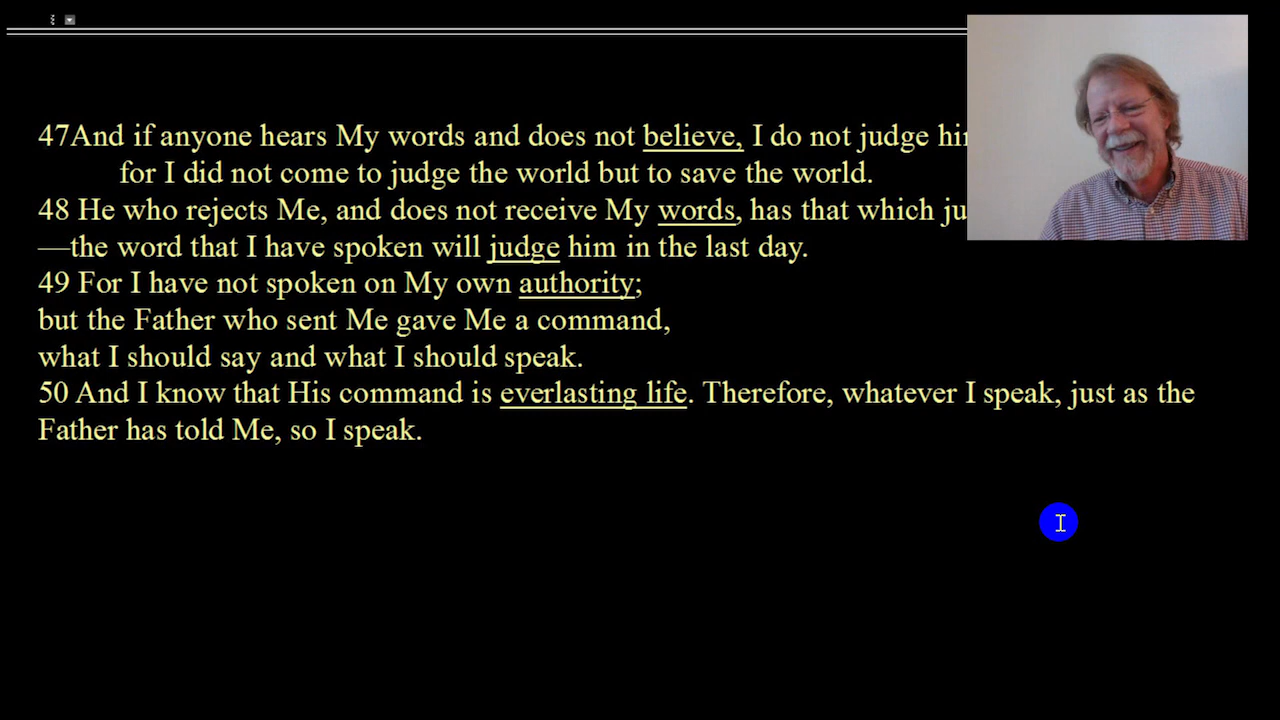 47And if anyone hears My words and does not believe, I do not judge
for I did not come to judge the world but to save the world.
48 He who rejects Me, and does not receive My words, has that which
—the word that I have spoken will judge him in the last day.
49 For I have not spoken on My own authority;
but the Father who sent Me gave Me a command,
what I should say and what I should speak.
50 And I know that His command is everlasting life. Therefore, whatever I speak, just as the
Father has told Me, so I speak.